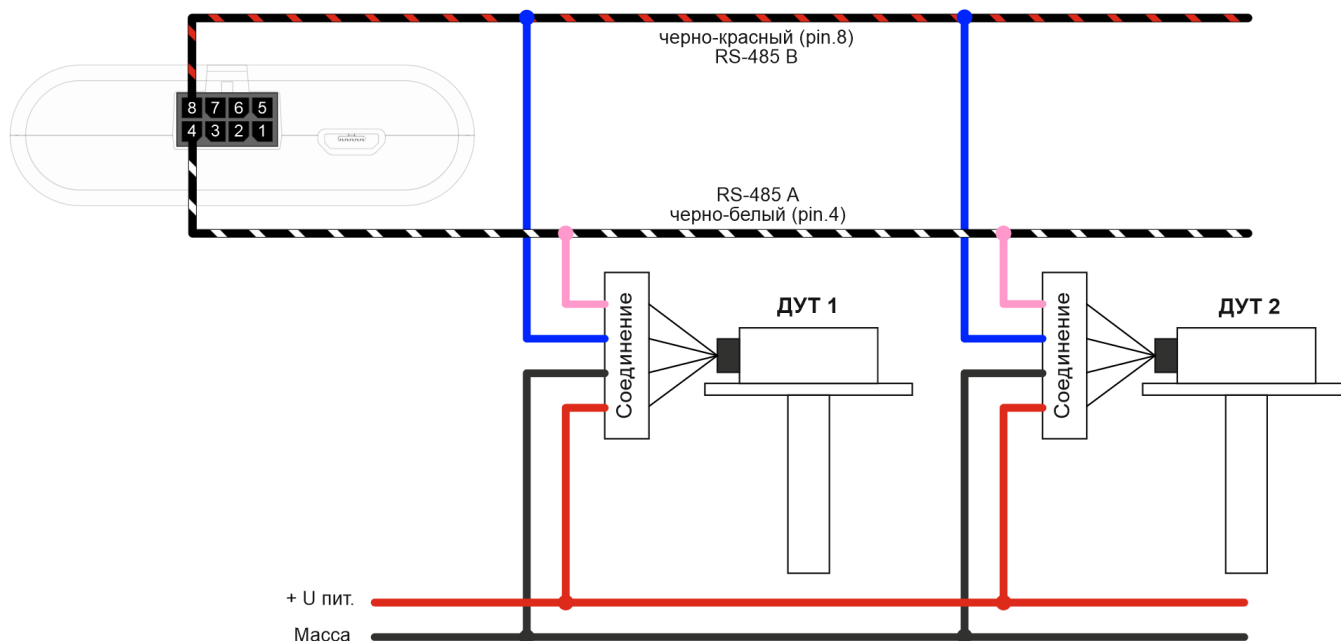 черно-красный (pin.8)
RS-485 B
8 7 6 5
4 3 2 1
RS-485 A
черно-белый (pin.4)
Соединение
ДУТ 1
Соединение
ДУТ 2
+ U пит.
Масса